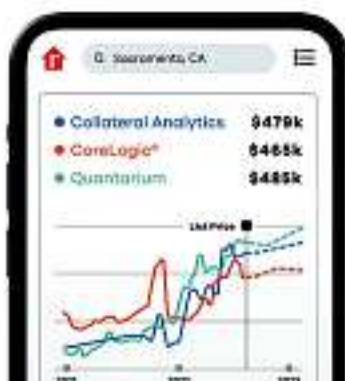 Sacramento, CA
Collateral Analytics $479k
CoreLogic® $465k
Quantarium $485k
List Price